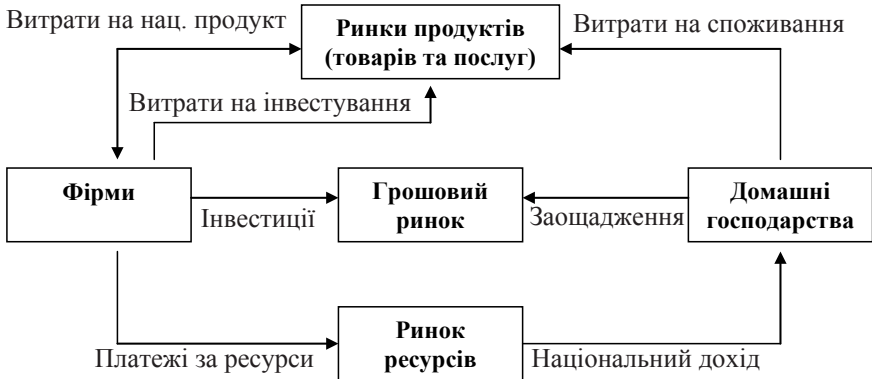 Витрати на нац. продукт
Ринки продуктів
(товарів та послуг)
Витрати на споживання
Витрати на інвестування
Фірми
Інвестиції
Грошовий
ринок
Заощадження
Домашні
господарства
Платежі за ресурси
Ринок
ресурсів
Національний дохід